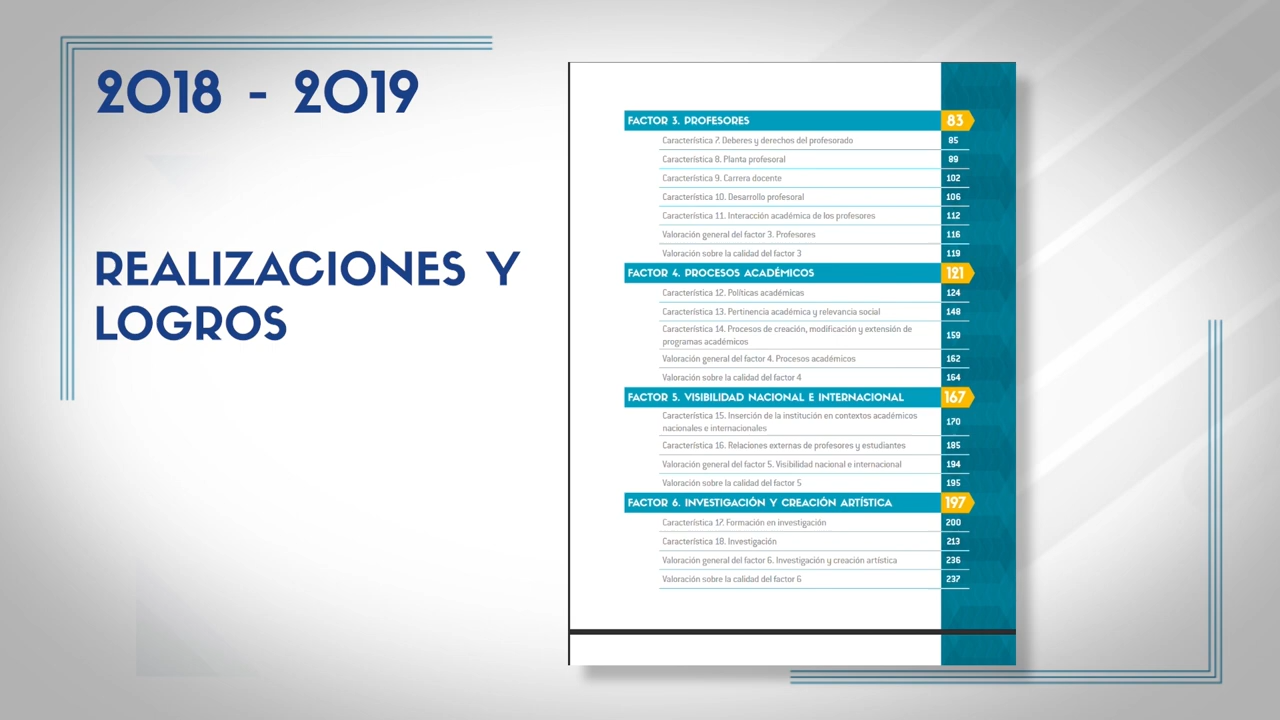 2018 - 2019
REALIZACIONES Y
LOGROS
FACTOR 3. PROFESORES 83
Característica 7. Deberes y derechos del profesorado 85
Característica 8. Planta profesoral 89
Característica 9. Carrera docente 102
Característica 10. Desarrollo profesoral 106
Característica 11. Interacción académica de los profesores 112
Valoración general del factor 3. Profesores 116
Valoración sobre la calidad del factor 3 119
FACTOR 4. PROCESOS ACADÉMICOS 121
Característica 12. Políticas académicas 124
Característica 13. Pertinencia académica y relevancia social 148
Característica 14. Procesos de creación, modificación y extensión de
programas académicos 159
Valoración general del factor 4. Procesos académicos 162
Valoración sobre la calidad del factor 4 164
FACTOR 5. VISIBILIDAD NACIONAL E INTERNACIONAL 167
Característica 15. Inserción de la institución en contextos académicos
nacionales e internacionales 170
Característica 16. Relaciones externas de profesores y estudiantes 185
Valoración general del factor 5. Visibilidad nacional e internacional 194
Valoración sobre la calidad del factor 5 195
FACTOR 6. INVESTIGACIÓN Y CREACIÓN ARTÍSTICA 197
Característica 17. Formación en investigación 200
Característica 18. Investigación 213
Valoración general del factor 6. Investigación y creación artística 236
Valoración sobre la calidad del factor 6 237